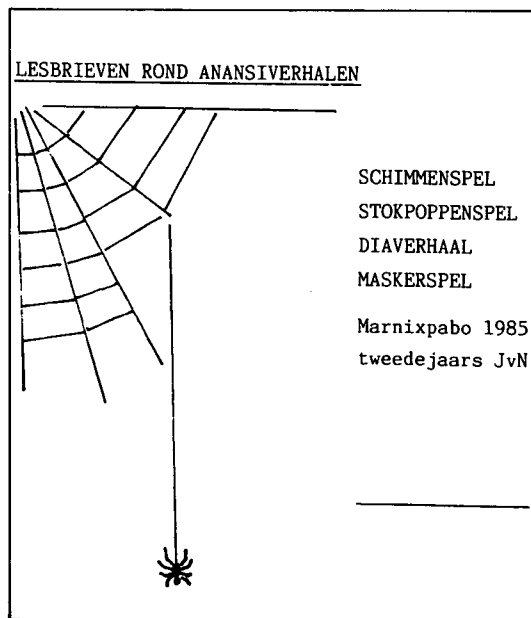 LESBRIEVEN ROND ANANSIVERHALEN
SCHIMMENSPEL
STOKPOPPENSPEL
DIAVERHAAL
MASKERSPEL
Marnixpabo 1985
tweedejaars JvN